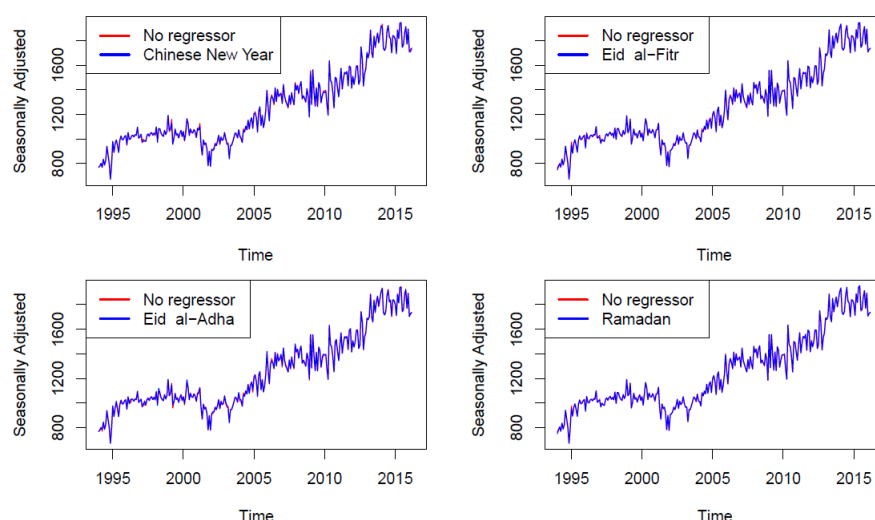 No regressor
Chinese New Year
Seasonally Adjusted
1600
1200
800
1995 2000 2005 2010 2015
Time
No regressor
Eid al-Fitr
Seasonally Adjusted
1600
1200
800
1995 2000 2005 2010 2015
Time
No regressor
Eid al-Adha
Seasonally Adjusted
1600
1200
800
1995 2000 2005 2010 2015
Time
No regressor
Ramadan
Seasonally Adjusted
1600
1200
800
1995 2000 2005 2010 2015
Time